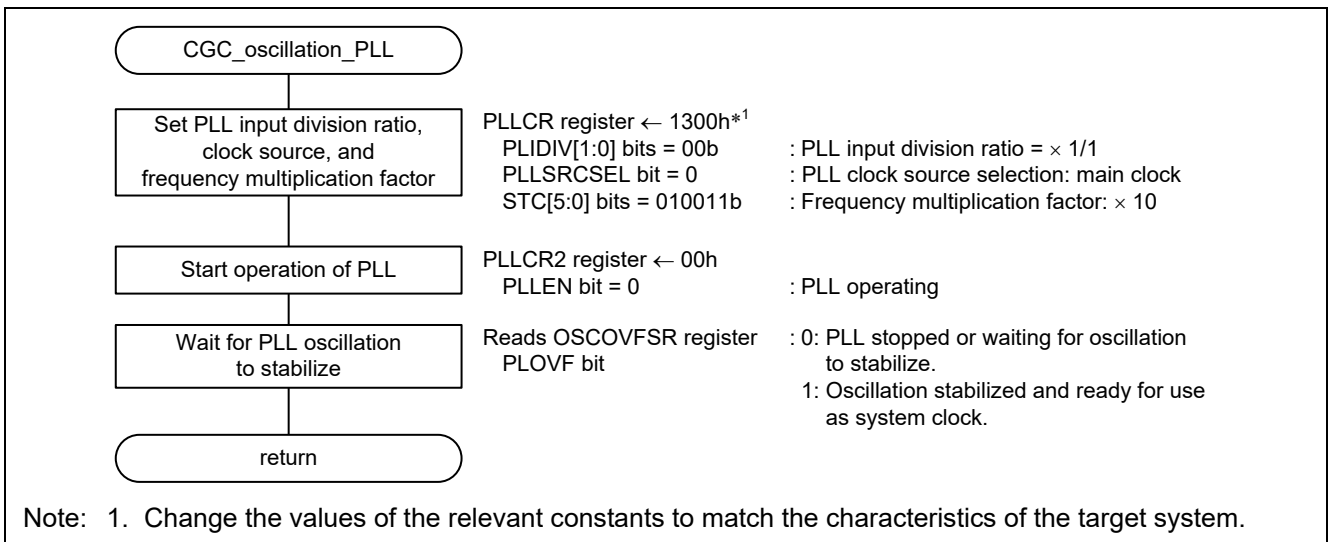 CGC_oscillation_PLL
Set PLL input division ratio,
clock source, and
frequency multiplication factor
PLLCR register ← 1300h*1
PLIDIV[1:0] bits = 00b : PLL input division ratio = × 1/1
PLLSRCSEL bit = 0 : PLL clock source selection: main clock
STC[5:0] bits = 010011b : Frequency multiplication factor: × 10
Start operation of PLL
PLLCR2 register ← 00h
PLLEN bit = 0 : PLL operating
Wait for PLL oscillation
to stabilize
Reads OSCOVFSR register : 0: PLL stopped or waiting for oscillation
PLOVF bit to stabilize.
1: Oscillation stabilized and ready for use
as system clock.
return
Note: 1. Change the values of the relevant constants to match the characteristics of the target system.